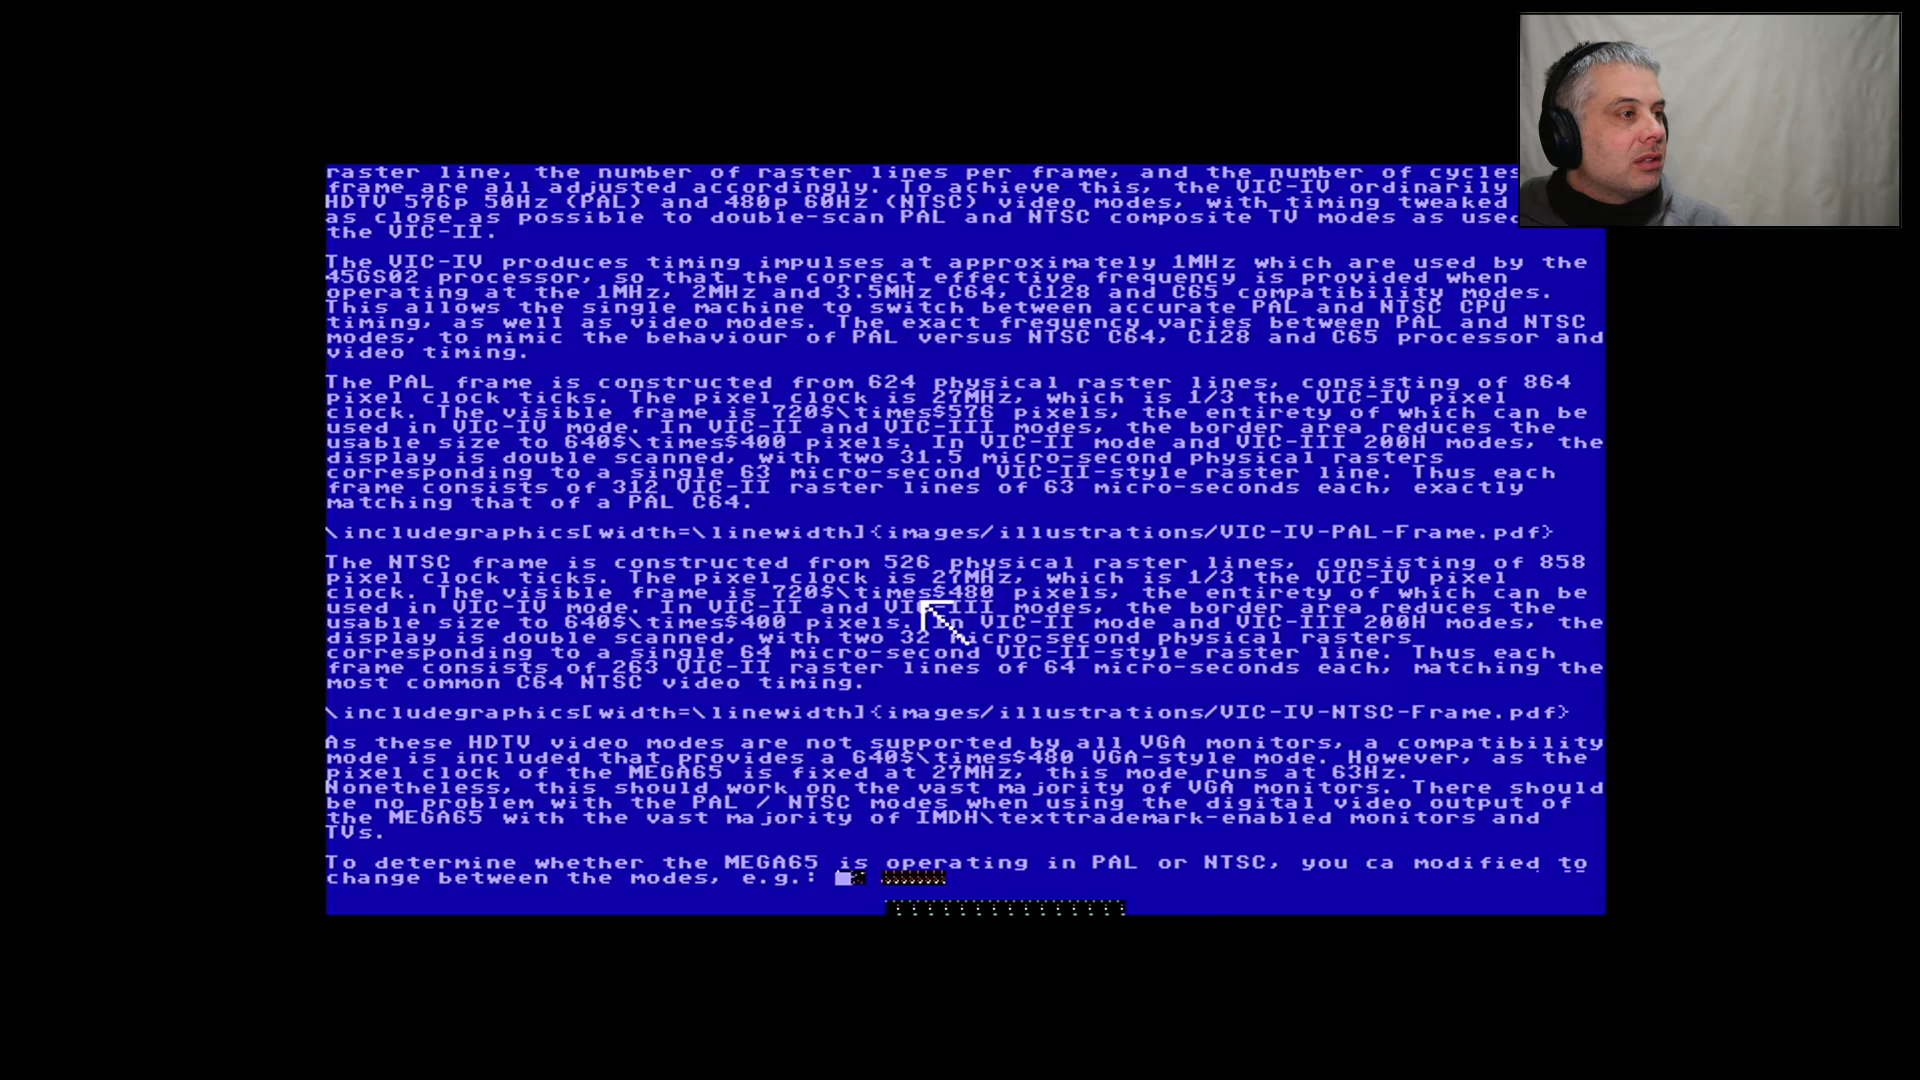 raster line, the number of raster lines per frame, and the number of cycles
frame are all adjusted accordingly. To achieve this, the VIC-IV ordinarily
HDTV 576p 50Hz (PAL) and 480p 60Hz (NTSC) video modes, with timing tweaked
as close as possible to double-scan PAL and NTSC composite TV modes as used
the VIC-II.
The VIC-IV produces timing impulses at approximately 1MHz which are used by the
45GS02 processor, so that the correct effective frequency is provided when
operating at the 1MHz, 2MHz and 3.5MHz C64, C128 and C65 compatibility modes.
This allows the single machine to switch between accurate PAL and NTSC CPU
timing, as well as video modes. The exact frequency varies between PAL and NTSC
modes, to mimic the behaviour of PAL versus NTSC C64, C128 and C65 processor and
video timing.
The PAL frame is constructed from 624 physical raster lines, consisting of 864
pixel clock ticks. The pixel clock is 27MHz, which is 1/3 the VIC-IV pixel
clock. The visible frame is 720$\times$576 pixels, the entirety of which can be
used in VIC-IV mode. In VIC-II and VIC-III modes, the border area reduces the
usable size to 640$\times$400 pixels. In VIC-II mode and VIC-III 200H modes, the
display is double scanned, with two 31.5 micro-second physical rasters
corresponding to a single 63 micro-second VIC-II-style raster line. Thus each
frame consists of 312 VIC-II raster lines of 63 micro-seconds each, exactly
matching that of a PAL C64.
\includegraphics[width=\linewidth]{images/illustrations/VIC-IV-PAL-Frame.pdf}
The NTSC frame is constructed from 526 physical raster lines, consisting of 858
pixel clock ticks. The pixel clock is 27MHz, which is 1/3 the VIC-IV pixel
clock. The visible frame is 720$\times$480 pixels, the entirety of which can be
used in VIC-IV mode. In VIC-II and VIC-III modes, the border area reduces the
usable size to 640$\times$400 pixels. In VIC-II mode and VIC-III 200H modes, the
display is double scanned, with two 32 micro-second physical rasters
corresponding to a single 64 micro-second VIC-II-style raster line. Thus each
frame consists of 263 VIC-II raster lines of 64 micro-seconds each, matching the
most common C64 NTSC video timing.
\includegraphics[width=\linewidth]{images/illustrations/VIC-IV-NTSC-Frame.pdf}
As these HDTV video modes are not supported by all VGA monitors, a compatibility
mode is included that provides a 640$\times$480 VGA-style mode. However, as the
pixel clock of the MEGA65 is fixed at 27MHz, this mode runs at 63Hz.
Nonetheless, this should work on the vast majority of VGA monitors. There should
be no problem with the PAL / NTSC modes when using the digital video output of
the MEGA65 with the vast majority of IMDH\texttrademark-enabled monitors and
TVs.
To determine whether the MEGA65 is operating in PAL or NTSC, you ca modified to
change between the modes, e.g.: